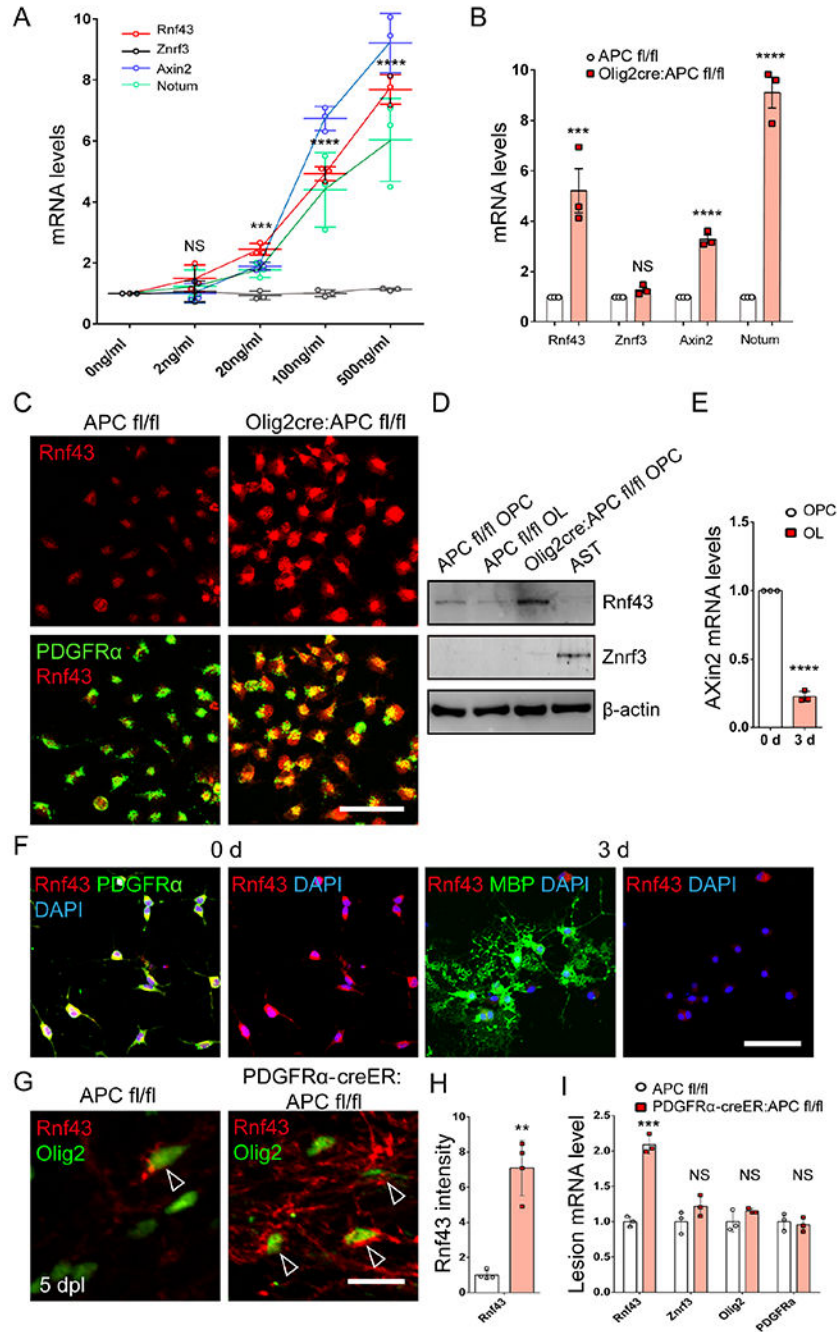 A
mRNA levels
10
8
6
4
2
0
Rnf43
Znrf3
Axin2
Notum
NS
***
****
****
0ng/ml
2ng/ml
20ng/ml
100ng/ml
500ng/ml
B
APC fl/fl
Olig2cre:APC fl/fl
mRNA levels
10
8
6
4
2
0
***
NS
****
****
Rnf43
Znrf3
Axin2
Notum
C
APC fl/fl
Olig2cre:APC fl/fl
Rnf43
PDGFRα
Rnf43
D
APC fl/fl OPC
APC fl/fl OL
Olig2cre:APC fl/fl OPC
AST
Rnf43
Znrf3
β-actin
E
OPC
OL
AXin2 mRNA levels
1.5
1.0
0.5
0.0
****
0 d
3 d
F
0 d
3 d
Rnf43 PDGFRα
DAPI
Rnf43 DAPI
Rnf43 MBP DAPI
Rnf43 DAPI
G
APC fl/fl
PDGFRα-creER:
APC fl/fl
Rnf43
Olig2
5 dpl
Rnf43
Olig2
H
Rnf43 intensity
10
8
6
4
2
0
**
Rnf43
I
APC fl/fl
PDGFRα-creER:APC fl/fl
Lesion mRNA level
2.5
2.0
1.5
1.0
0.5
0.0
***
NS
NS
NS
Rnf43
Znrf3
Olig2
PDGFRa